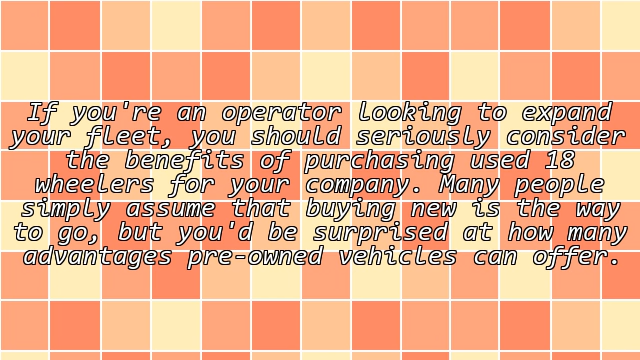 If you're an operator looking to expand
your fleet, you should seriously consider
the benefits of purchasing used 18
wheelers for your company. Many people
simply assume that buying new is the way
to go, but you'd be surprised at how many
advantages pre-owned vehicles can offer.